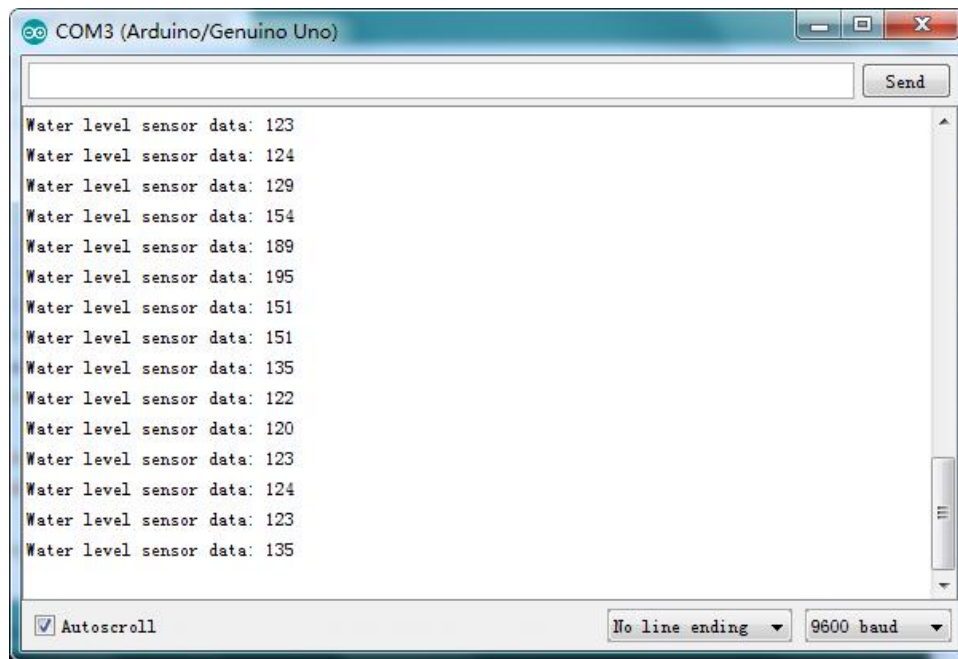 COM3 (Arduino/Genuino Uno)
Send
Water level sensor data: 123
Water level sensor data: 124
Water level sensor data: 129
Water level sensor data: 154
Water level sensor data: 189
Water level sensor data: 195
Water level sensor data: 151
Water level sensor data: 151
Water level sensor data: 135
Water level sensor data: 122
Water level sensor data: 120
Water level sensor data: 123
Water level sensor data: 124
Water level sensor data: 123
Water level sensor data: 135
Autoscroll
No line ending
9600 baud